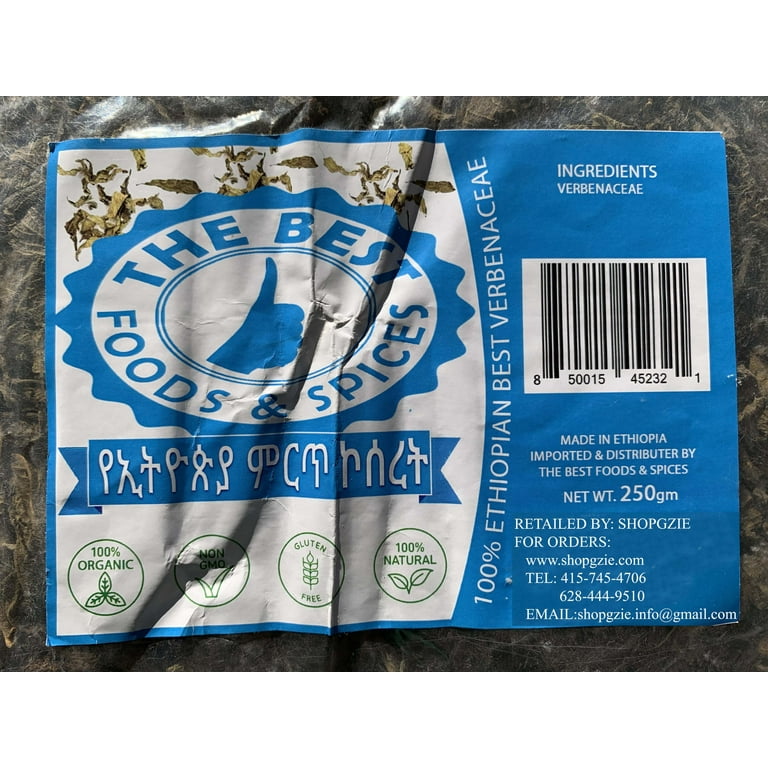 THE BEST
FOODS & SPICES
የኢትዮጵያ ምርጥ ኮሰረት
100%
ORGANIC
NON
GMO
GLUTEN
FREE
100%
NATURAL
100% ETHIOPIAN BEST VERBENACEAE
INGREDIENTS
VERBENACEAE
8 50015 45232 1
MADE IN ETHIOPIA
IMPORTED & DISTRIBUTER BY
THE BEST FOODS & SPICES
NET WT. 250gm
RETAILED BY: SHOPGZIE
FOR ORDERS:
www.shopgzie.com
TEL: 415-745-4706
628-444-9510
EMAIL:shopgzie.info@gmail.com